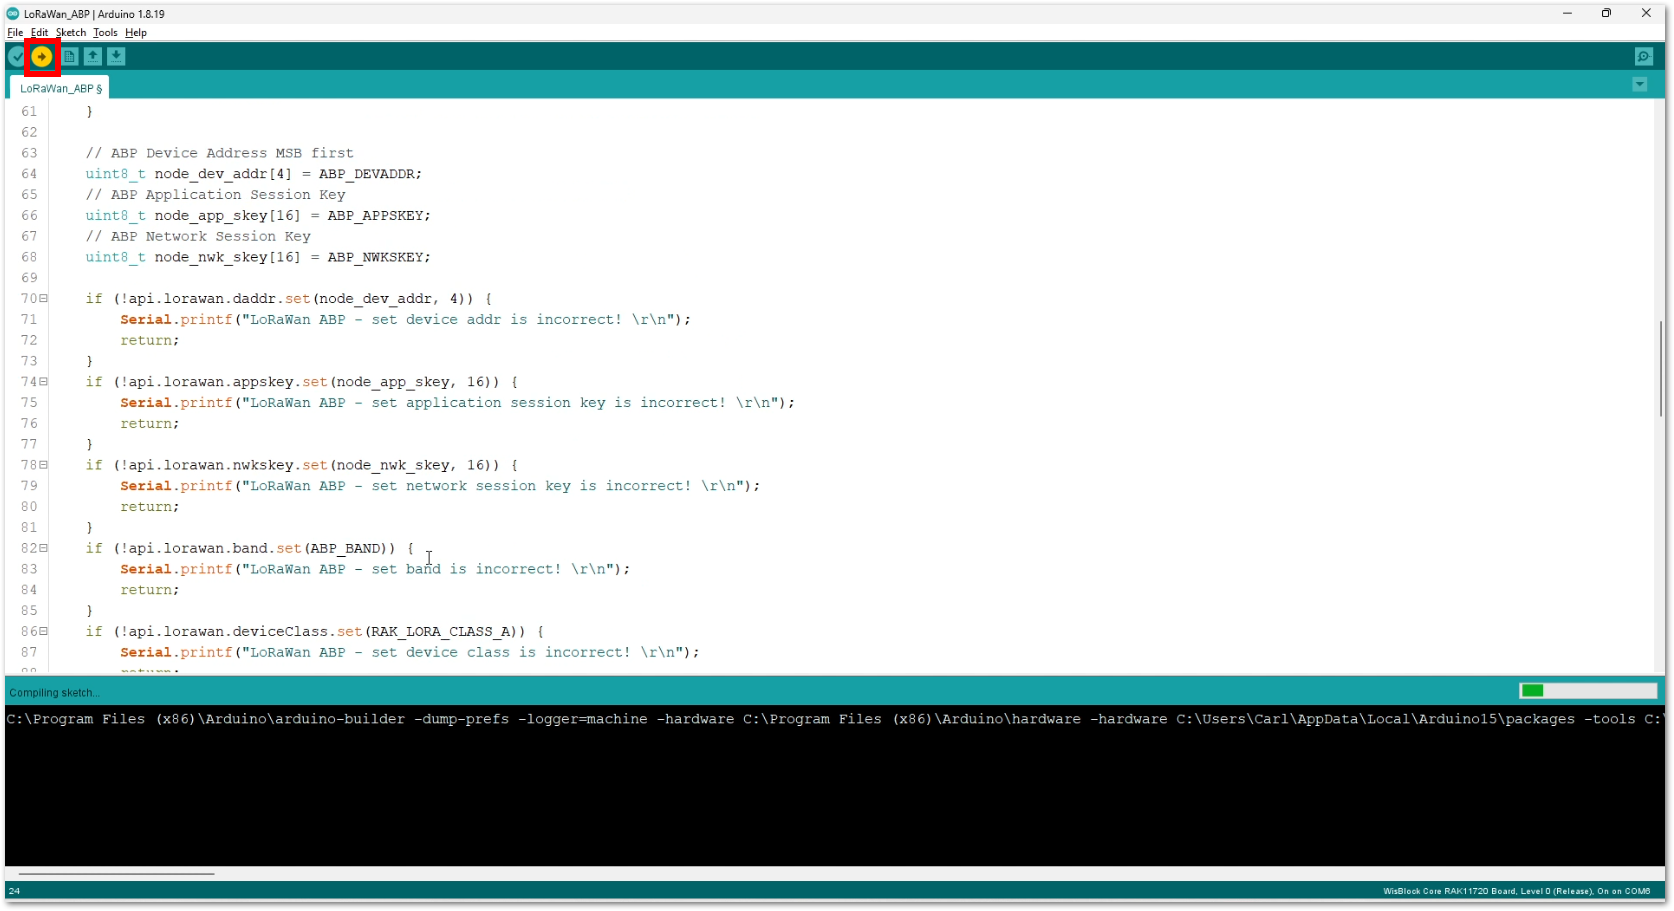 LoRaWan_ABP | Arduino 1.8.19
File Edit Sketch Tools Help
LoRaWan_ABP §
61 }
62
63 // ABP Device Address MSB first
64 uint8_t node_dev_addr[4] = ABP_DEVADDR;
65 // ABP Application Session Key
66 uint8_t node_app_skey[16] = ABP_APPSKEY;
67 // ABP Network Session Key
68 uint8_t node_nwk_skey[16] = ABP_NWKSKEY;
69
70 if (!api.lorawan.daddr.set(node_dev_addr, 4)) {
71 Serial.printf("LoRaWan ABP - set device addr is incorrect! \r\n");
72 return;
73 }
74 if (!api.lorawan.appskey.set(node_app_skey, 16)) {
75 Serial.printf("LoRaWan ABP - set application session key is incorrect! \r\n");
76 return;
77 }
78 if (!api.lorawan.nwkskey.set(node_nwk_skey, 16)) {
79 Serial.printf("LoRaWan ABP - set network session key is incorrect! \r\n");
80 return;
81 }
82 if (!api.lorawan.band.set(ABP_BAND)) {
83 Serial.printf("LoRaWan ABP - set band is incorrect! \r\n");
84 return;
85 }
86 if (!api.lorawan.deviceClass.set(RAK_LORA_CLASS_A)) {
87 Serial.printf("LoRaWan ABP - set device class is incorrect! \r\n");
Compiling sketch...
C:\Program Files (x86)\Arduino\arduino-builder -dump-prefs -logger=machine -hardware C:\Program Files (x86)\Arduino\hardware -hardware C:\Users\Carl\AppData\Local\Arduino15\packages -tools C:\
24
WisBlock Core RAK11720 Board, Level 0 (Release), On on COM6